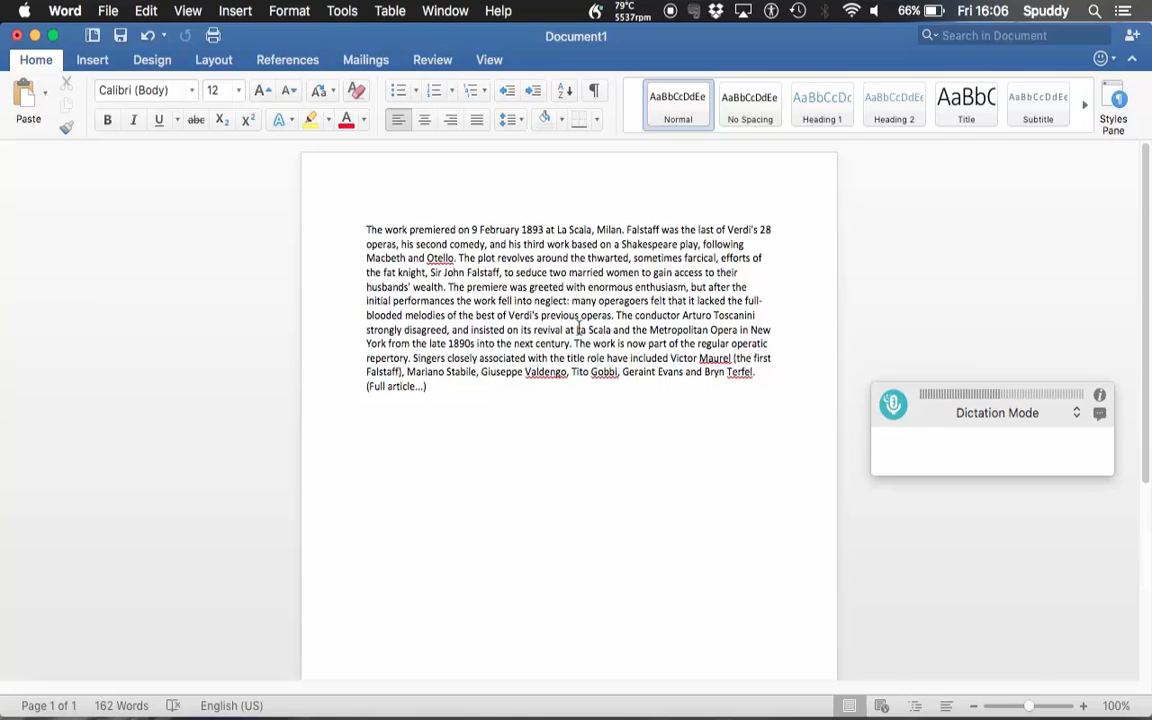 Word File Edit View Insert Format Tools Table Window Help 79°C 5537rpm 66% Fri 16:06 Spuddy
Document1 Search in Document
Home Insert Design Layout References Mailings Review View
Paste Calibri (Body) 12 AaBbCcDdEe AaBbCcDdEe AaBbCcDc AaBbCcDdEe AaBbC AaBbCcDdEe
B I U abc X2 X2 A A Normal No Spacing Heading 1 Heading 2 Title Subtitle Styles Pane
The work premiered on 9 February 1893 at La Scala, Milan. Falstaff was the last of Verdi's 28
operas, his second comedy, and his third work based on a Shakespeare play, following
Macbeth and Otello. The plot revolves around the thwarted, sometimes farcical, efforts of
the fat knight, Sir John Falstaff, to seduce two married women to gain access to their
husbands' wealth. The premiere was greeted with enormous enthusiasm, but after the
initial performances the work fell into neglect: many operagoers felt that it lacked the full-
blooded melodies of the best of Verdi's previous operas. The conductor Arturo Toscanini
strongly disagreed, and insisted on its revival at La Scala and the Metropolitan Opera in New
York from the late 1890s into the next century. The work is now part of the regular operatic
repertory. Singers closely associated with the title role have included Victor Maurel (the first
Falstaff), Mariano Stabile, Giuseppe Valdengo, Tito Gobbi, Geraint Evans and Bryn Terfel.
(Full article...)
Dictation Mode
Page 1 of 1 162 Words English (US) 100%